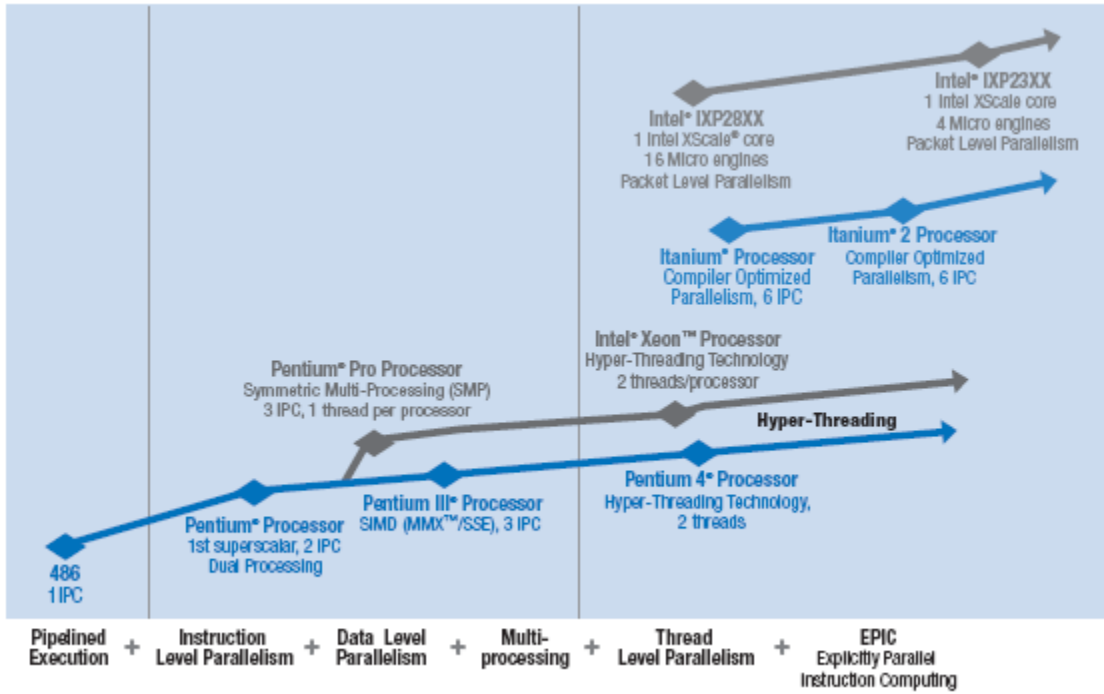 Intel® IXP23XX
1 Intel XScale core
4 Micro engines
Packet Level Parallelism
Intel® IXP28XX
1 Intel XScale® core
16 Micro engines
Packet Level Parallelism
Itanium® 2 Processor
Compiler Optimized
Parallelism, 6 IPC
Itanium® Processor
Compiler Optimized
Parallelism, 6 IPC
Intel® Xeon™ Processor
Hyper-Threading Technology
2 threads/processor
Pentium® Pro Processor
Symmetric Multi-Processing (SMP)
3 IPC, 1 thread per processor
Hyper-Threading
Pentium 4® Processor
Hyper-Threading Technology,
2 threads
Pentium III® Processor
SIMD (MMX™/SSE), 3 IPC
Pentium® Processor
1st superscalar, 2 IPC
Dual Processing
486
1 IPC
Pipelined
Execution
+
Instruction
Level Parallelism
+
Data Level
Parallelism
+
Multi-
processing
+
Thread
Level Parallelism
+
EPIC
Explicitly Parallel
Instruction Computing